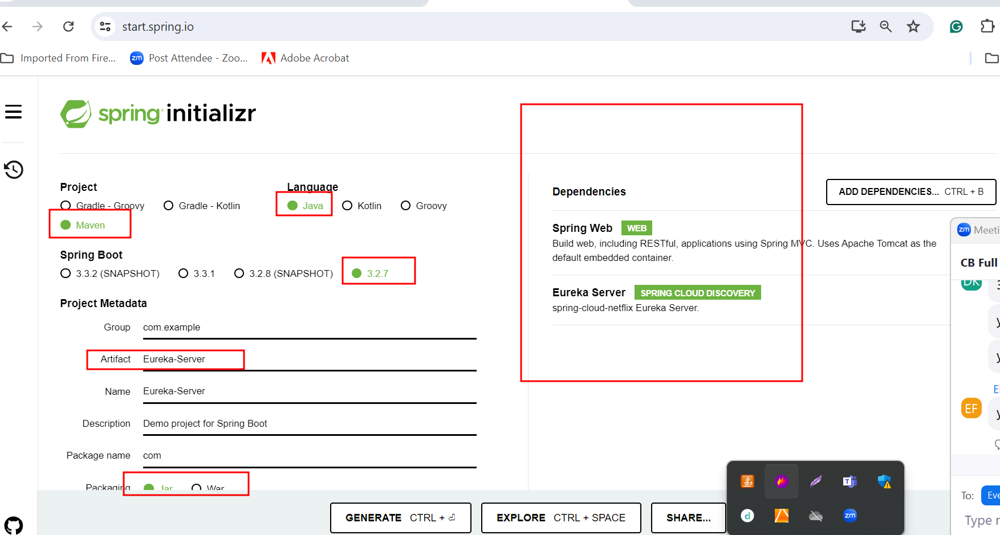 start.spring.io
Imported From Fire...
zm Post Attendee - Zoo...
Adobe Acrobat
spring initializr
Project
Gradle - Groovy
Gradle - Kotlin
Maven
Language
Java
Kotlin
Groovy
Spring Boot
3.3.2 (SNAPSHOT)
3.3.1
3.2.8 (SNAPSHOT)
3.2.7
Project Metadata
Group com.example
Artifact Eureka-Server
Name Eureka-Server
Description Demo project for Spring Boot
Package name com
Packaging Jar War
Dependencies
ADD DEPENDENCIES... CTRL + B
Spring Web WEB
Build web, including RESTful, applications using Spring MVC. Uses Apache Tomcat as the
default embedded container.
Eureka Server SPRING CLOUD DISCOVERY
spring-cloud-netflix Eureka Server.
GENERATE CTRL + ⏎
EXPLORE CTRL + SPACE
SHARE...
zm Meeti
CB Full
DK
EF
To: Eve
Type
zm